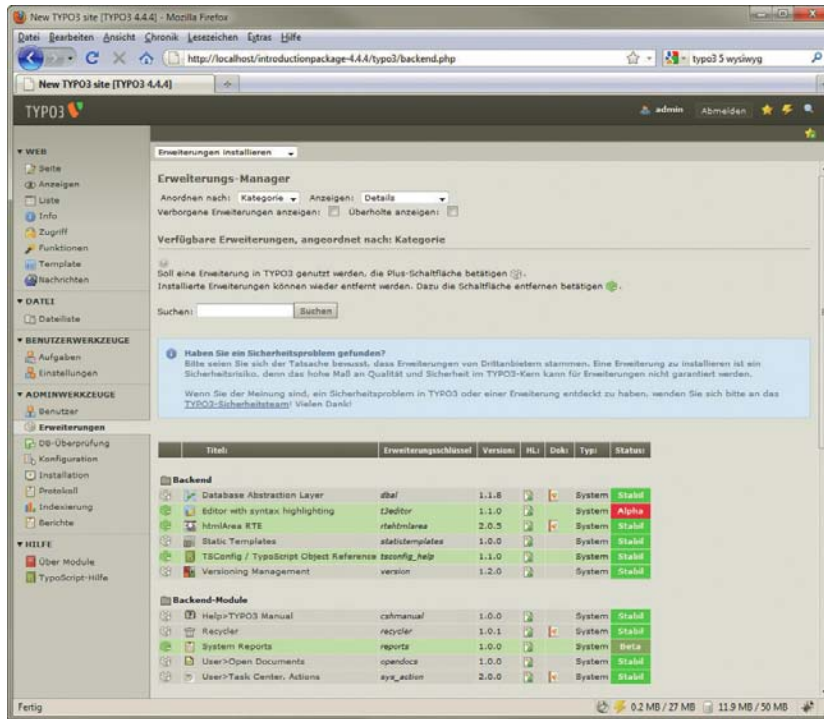 New TYPO3 site [TYPO3 4.4.4] - Mozilla Firefox
Datei Bearbeiten Ansicht Chronik Lesezeichen Extras Hilfe
http://localhost/introductionpackage-4.4.4/typo3/backend.php
typo3 5 wysiwyg
New TYPO3 site [TYPO3 4.4.4]
TYPO3
admin Abmelden
WEB
Seite
Anzeigen
Liste
Info
Zugriff
Funktionen
Template
Nachrichten
DATEI
Dateiliste
BENUTZERWERKZEUGE
Aufgaben
Einstellungen
ADMINWERKZEUGE
Benutzer
Erweiterungen
DB-Überprüfung
Konfiguration
Installation
Protokoll
Indexierung
Berichte
HILFE
Über Module
TypoScript-Hilfe
Erweiterungen installieren
Erweiterungs-Manager
Anordnen nach: Kategorie Anzeigen: Details
Verborgene Erweiterungen anzeigen: Überholte anzeigen:
Verfügbare Erweiterungen, angeordnet nach: Kategorie
Soll eine Erweiterung in TYPO3 genutzt werden, die Plus-Schaltfläche betätigen .
Installierte Erweiterungen können wieder entfernt werden. Dazu die Schaltfläche entfernen betätigen .
Suchen: Suchen
Haben Sie ein Sicherheitsproblem gefunden?
Bitte seien Sie sich der Tatsache bewusst, dass Erweiterungen von Drittanbietern stammen. Eine Erweiterung zu installieren ist ein
Sicherheitsrisiko, denn das hohe Maß an Qualität und Sicherheit im TYPO3-Kern kann für Erweiterungen nicht garantiert werden.
Wenn Sie der Meinung sind, ein Sicherheitsproblem in TYPO3 oder einer Erweiterung entdeckt zu haben, wenden Sie sich bitte an das
TYPO3-Sicherheitsteam! Vielen Dank!
Titel: Erweiterungsschlüssel Version: HL: Dok: Typ: Status:
Backend
Database Abstraction Layer dbal 1.1.6 System Stabil
Editor with syntax highlighting t3editor 1.1.0 System Alpha
htmlArea RTE rtehtmlarea 2.0.5 System Stabil
Static Templates statictemplates 1.0.0 System Stabil
TSConfig / TypoScript Object Reference tsconfig_help 1.1.0 System Stabil
Versioning Management version 1.2.0 System Stabil
Backend-Module
Help>TYPO3 Manual cshmanual 1.0.0 System Stabil
Recycler recycler 1.0.1 System Stabil
System Reports reports 1.0.0 System Beta
User>Open Documents opendocs 1.0.0 System Stabil
User>Task Center, Actions sys_action 2.0.0 System Stabil
Fertig 0.2 MB / 27 MB 11.9 MB / 50 MB